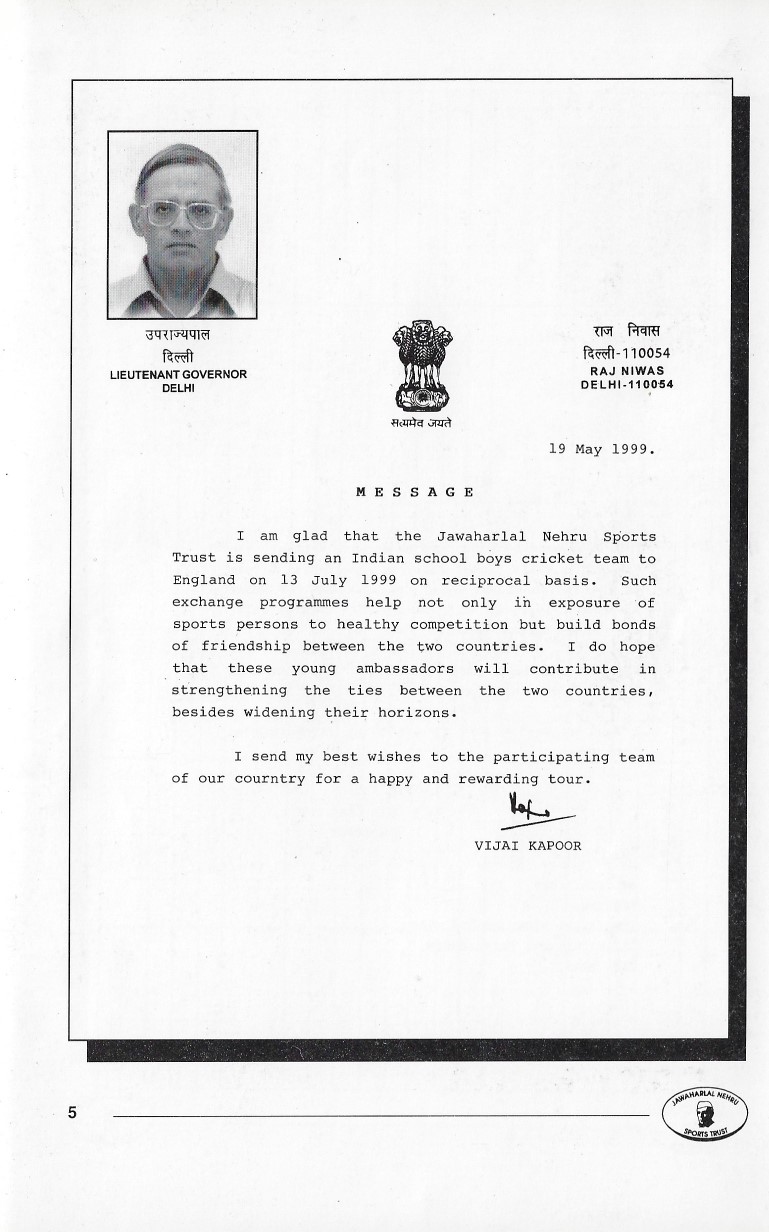 उपराज्यपाल
दिल्ली
LIEUTENANT GOVERNOR
DELHI
सत्यमेव जयते
राज निवास
दिल्ली-110054
RAJ NIWAS
DELHI-110054
19 May 1999.
MESSAGE
I am glad that the Jawaharlal Nehru Sports
Trust is sending an Indian school boys cricket team to
England on 13 July 1999 on reciprocal basis. Such
exchange programmes help not only in exposure of
sports persons to healthy competition but build bonds
of friendship between the two countries. I do hope
that these young ambassadors will contribute in
strengthening the ties between the two countries,
besides widening their horizons.
I send my best wishes to the participating team
of our courntry for a happy and rewarding tour.
VIJAI KAPOOR
5
JAWAHARLAL NEHRU
SPORTS TRUST